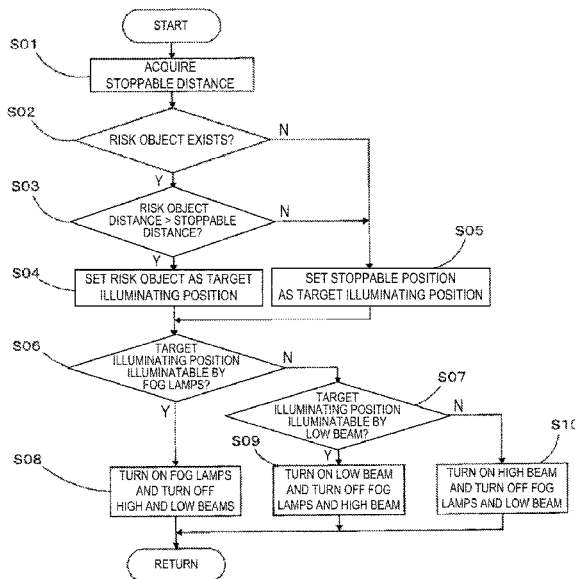 START
S01
ACQUIRE
STOPPABLE DISTANCE
S02
RISK OBJECT EXISTS?
N
Y
S03
RISK OBJECT
DISTANCE > STOPPABLE
DISTANCE?
N
Y
S04
SET RISK OBJECT AS TARGET
ILLUMINATING POSITION
S05
SET STOPPABLE POSITION
AS TARGET ILLUMINATING POSITION
S06
TARGET
ILLUMINATING POSITION
ILLUMINATABLE BY
FOG LAMPS?
N
Y
S07
TARGET
ILLUMINATING POSITION
ILLUMINATABLE BY
LOW BEAM?
N
Y
S08
TURN ON FOG LAMPS
AND TURN OFF
HIGH AND LOW BEAMS
S09
TURN ON LOW BEAM
AND TURN OFF FOG
LAMPS AND HIGH BEAM
S10
TURN ON HIGH BEAM
AND TURN OFF FOG
LAMPS AND LOW BEAM
RETURN